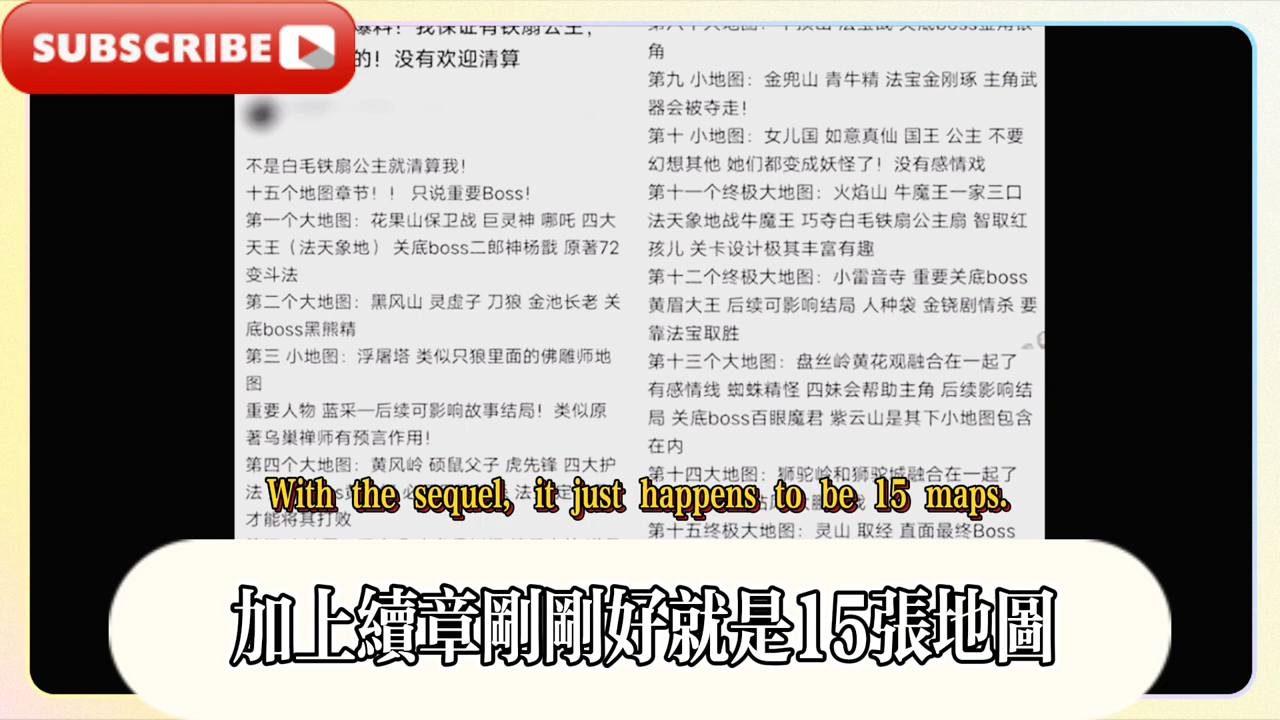 SUBSCRIBE
爆料！我保证有铁扇公主，
的！没有欢迎清算
不是白毛铁扇公主就清算我！
十五个地图章节！！ 只说重要Boss！
第一个大地图：花果山保卫战 巨灵神 哪吒 四大
天王（法天象地） 关底boss二郎神杨戬 原著72
变斗法
第二个大地图：黑风山 灵虚子 刀狼 金池长老 关
底boss黑熊精
第三 小地图：浮屠塔 类似只狼里面的佛雕师地
图
重要人物 蓝采—后续可影响故事结局！类似原
著乌巢禅师有预言作用！
第四个大地图：黄风岭 硕鼠父子 虎先锋 四大护
法
才能将其打败
角
第九 小地图：金兜山 青牛精 法宝金刚琢 主角武
器会被夺走！
第十 小地图：女儿国 如意真仙 国王 公主 不要
幻想其他 她们都变成妖怪了！没有感情戏
第十一个终极大地图：火焰山 牛魔王一家三口
法天象地战牛魔王 巧夺白毛铁扇公主扇 智取红
孩儿 关卡设计极其丰富有趣
第十二个终极大地图：小雷音寺 重要关底boss
黄眉大王 后续可影响结局 人种袋 金铙剧情杀 要
靠法宝取胜
第十三个大地图：盘丝岭黄花观融合在一起了
有感情线 蜘蛛精怪 四妹会帮助主角 后续影响结
局 关底boss百眼魔君 紫云山是其下小地图包含
在内
第十四大地图：狮驼岭和狮驼城融合在一起了
第十五终极大地图：灵山 取经 直面最终Boss
With the sequel, it just happens to be 15 maps.
加上續章剛剛好就是15張地圖